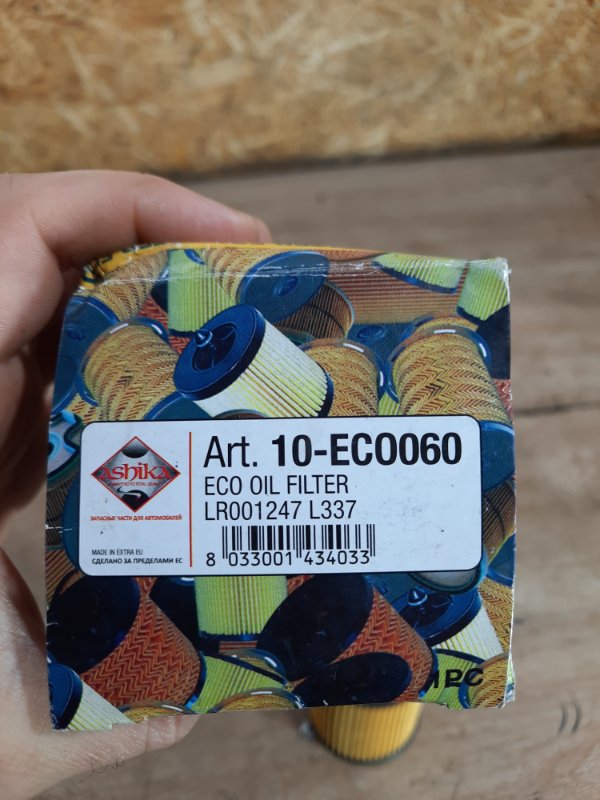 ashika
ЗАПАСНЫЕ ЧАСТИ ДЛЯ АВТОМОБИЛЕЙ
MADE IN EXTRA EU
СДЕЛАНО ЗА ПРЕДЕЛАМИ ЕС
Art. 10-ECO060
ECO OIL FILTER
LR001247 L337
8 033001 434033
1 PC